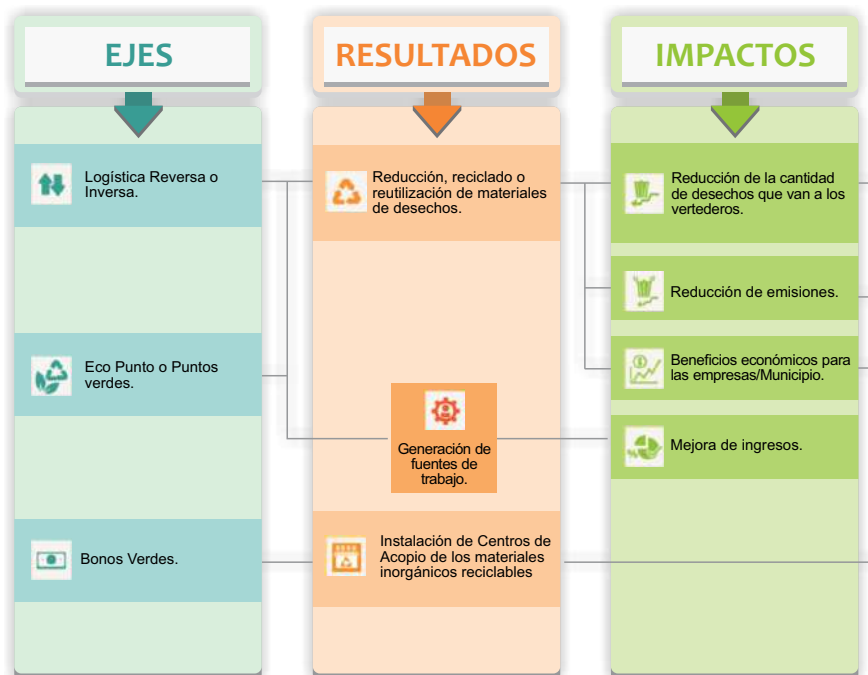 EJES
Logística Reversa o
Inversa.
Eco Punto o Puntos
verdes.
Bonos Verdes.
RESULTADOS
Reducción, reciclado o
reutilización de materiales
de desechos.
Generación de
fuentes de
trabajo.
Instalación de Centros de
Acopio de los materiales
inorgánicos reciclables
IMPACTOS
Reducción de la cantidad
de desechos que van a los
vertederos.
Reducción de emisiones.
Beneficios económicos para
las empresas/Municipio.
Mejora de ingresos.